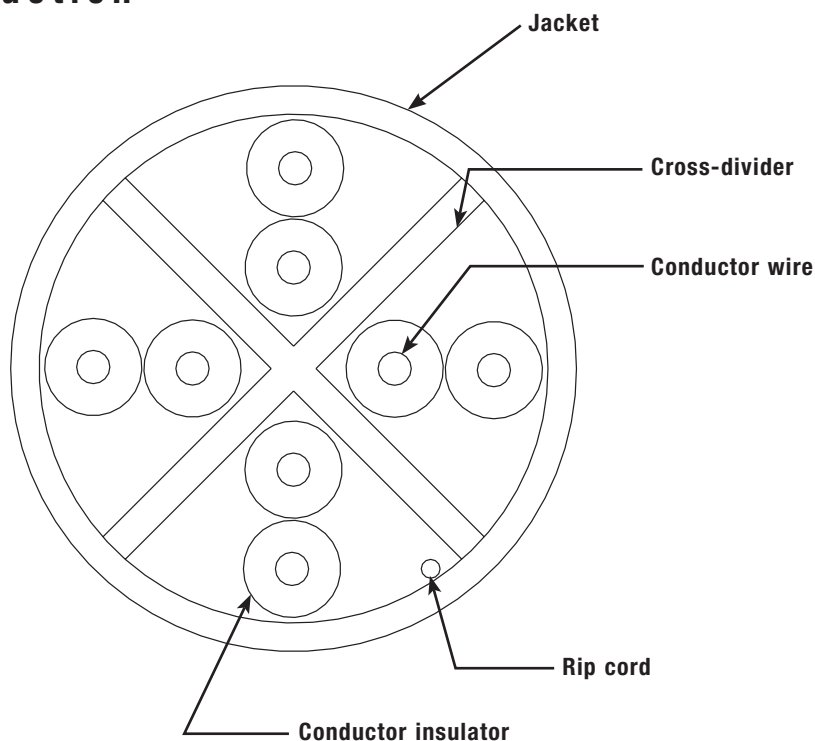 Jacket
Cross-divider
Conductor wire
Rip cord
Conductor insulator